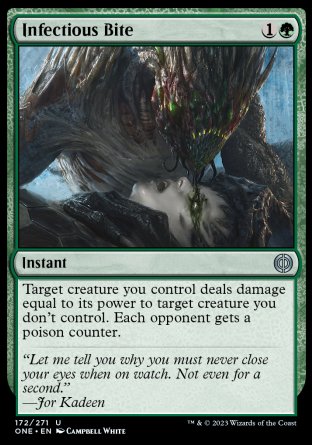 Infectious Bite 1
Instant
Target creature you control deals damage
equal to its power to target creature you
don't control. Each opponent gets a
poison counter.
"Let me tell you why you must never close
your eyes when on watch. Not even for a
second."
—Jor Kadeen
172/271 U
ONE • EN Campbell White ™ & © 2023 Wizards of the Coast